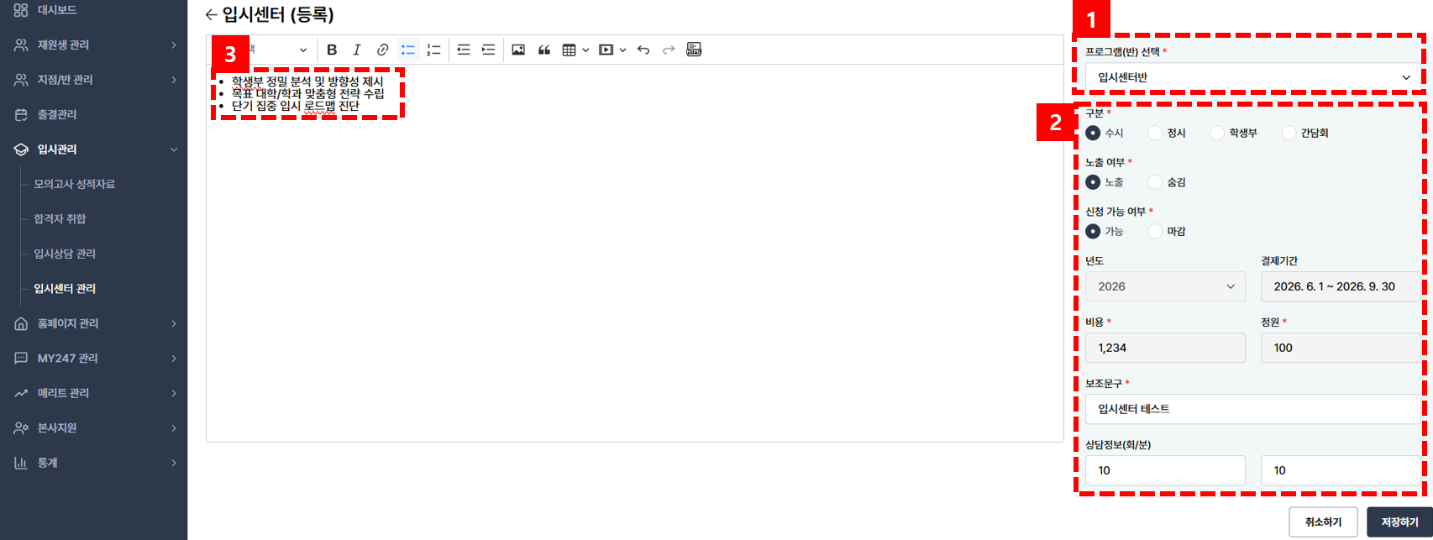 대시보드
재원생 관리
지점/반 관리
출결관리
입시관리
모의고사 성적자료
합격자 취합
입시상담 관리
입시센터 관리
홈페이지 관리
MY247 관리
매리트 관리
본사지원
통계
← 입시센터 (등록)
3
학생부 정밀 분석 및 방향성 제시
목표 대학/학과 맞춤형 전략 수립
단기 집중 입시 로드맵 진단
1
프로그램(반) 선택 *
입시센터반
2
구분 *
수시 정시 학생부 간담회
노출 여부 *
노출 숨김
신청 가능 여부 *
가능 마감
년도 결제기간
2026 2026. 6. 1 ~ 2026. 9. 30
비용 * 정원 *
1,234 100
보조문구 *
입시센터 테스트
상담정보(회/분)
10 10
취소하기 저장하기